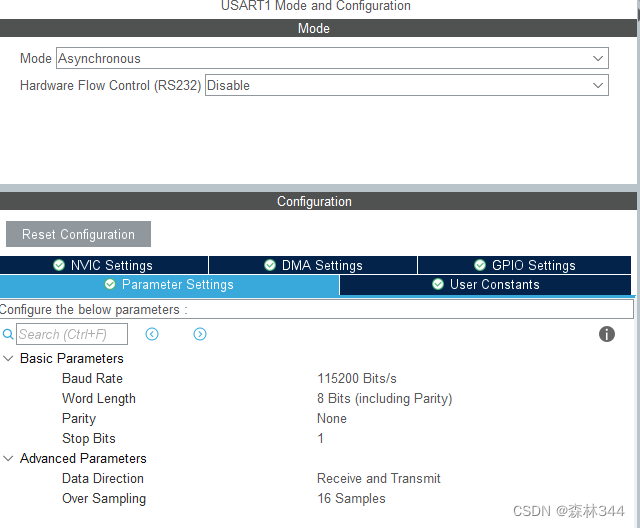 USART1 Mode and Configuration
Mode
Mode Asynchronous
Hardware Flow Control (RS232) Disable
Configuration
Reset Configuration
NVIC Settings DMA Settings GPIO Settings
Parameter Settings User Constants
Configure the below parameters :
Search (Ctrl+F)
Basic Parameters
Baud Rate 115200 Bits/s
Word Length 8 Bits (including Parity)
Parity None
Stop Bits 1
Advanced Parameters
Data Direction Receive and Transmit
Over Sampling 16 Samples
CSDN @森林344